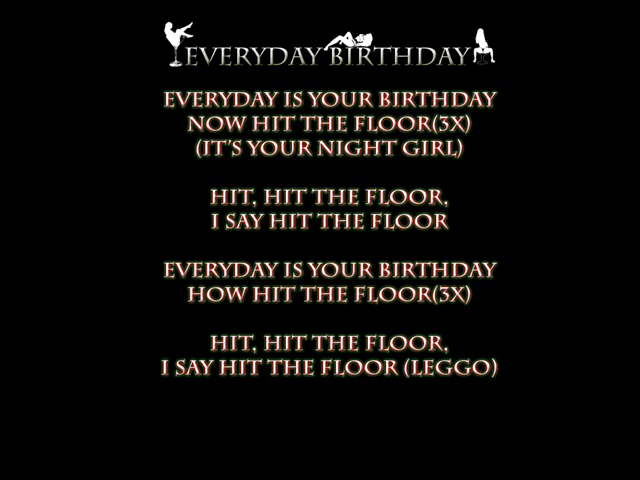 EVERYDAY BIRTHDAY
EVERYDAY IS YOUR BIRTHDAY
NOW HIT THE FLOOR(3X)
(IT'S YOUR NIGHT GIRL)
HIT, HIT THE FLOOR,
I SAY HIT THE FLOOR
EVERYDAY IS YOUR BIRTHDAY
HOW HIT THE FLOOR(3X)
HIT, HIT THE FLOOR,
I SAY HIT THE FLOOR (LEGGO)